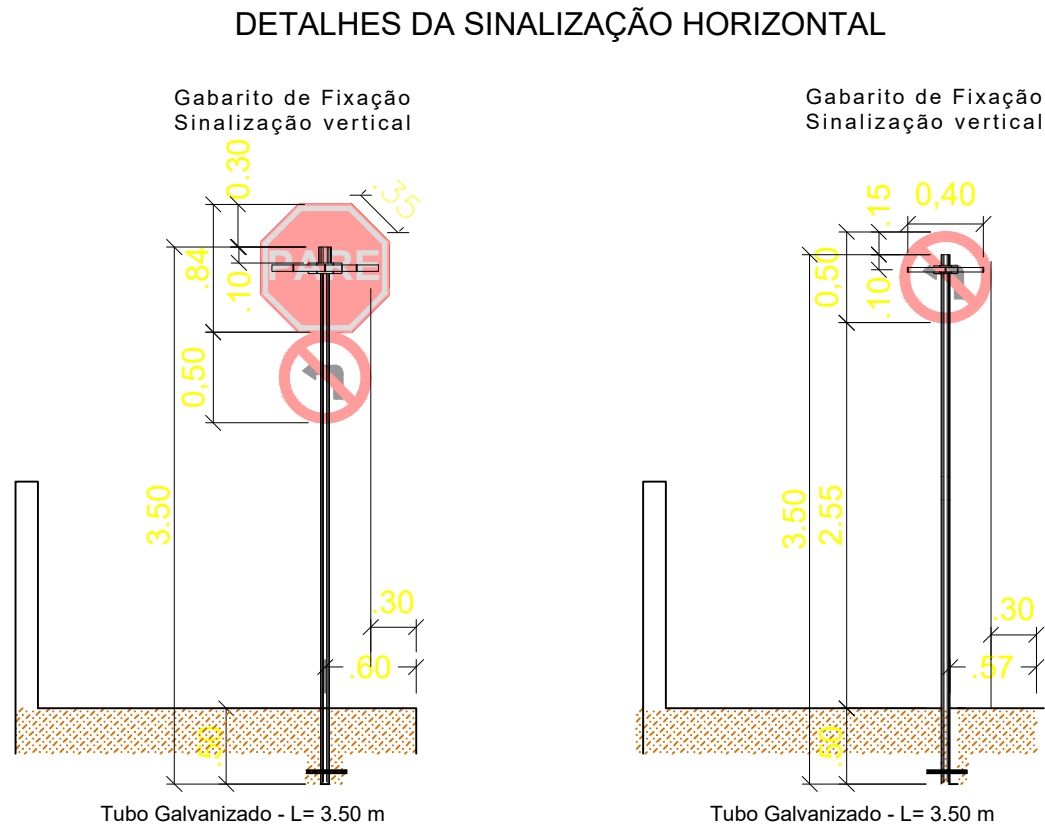 DETALHES DA SINALIZAÇÃO HORIZONTAL
Gabarito de Fixação
Sinalização vertical
0.30
.35
.84
.10
PARE
0,50
3.50
.30
.60
.50
Tubo Galvanizado - L= 3.50 m
Gabarito de Fixação
Sinalização vertical
.15
0,40
0,50
.10
3.50
2.55
.30
.57
.50
Tubo Galvanizado - L= 3.50 m